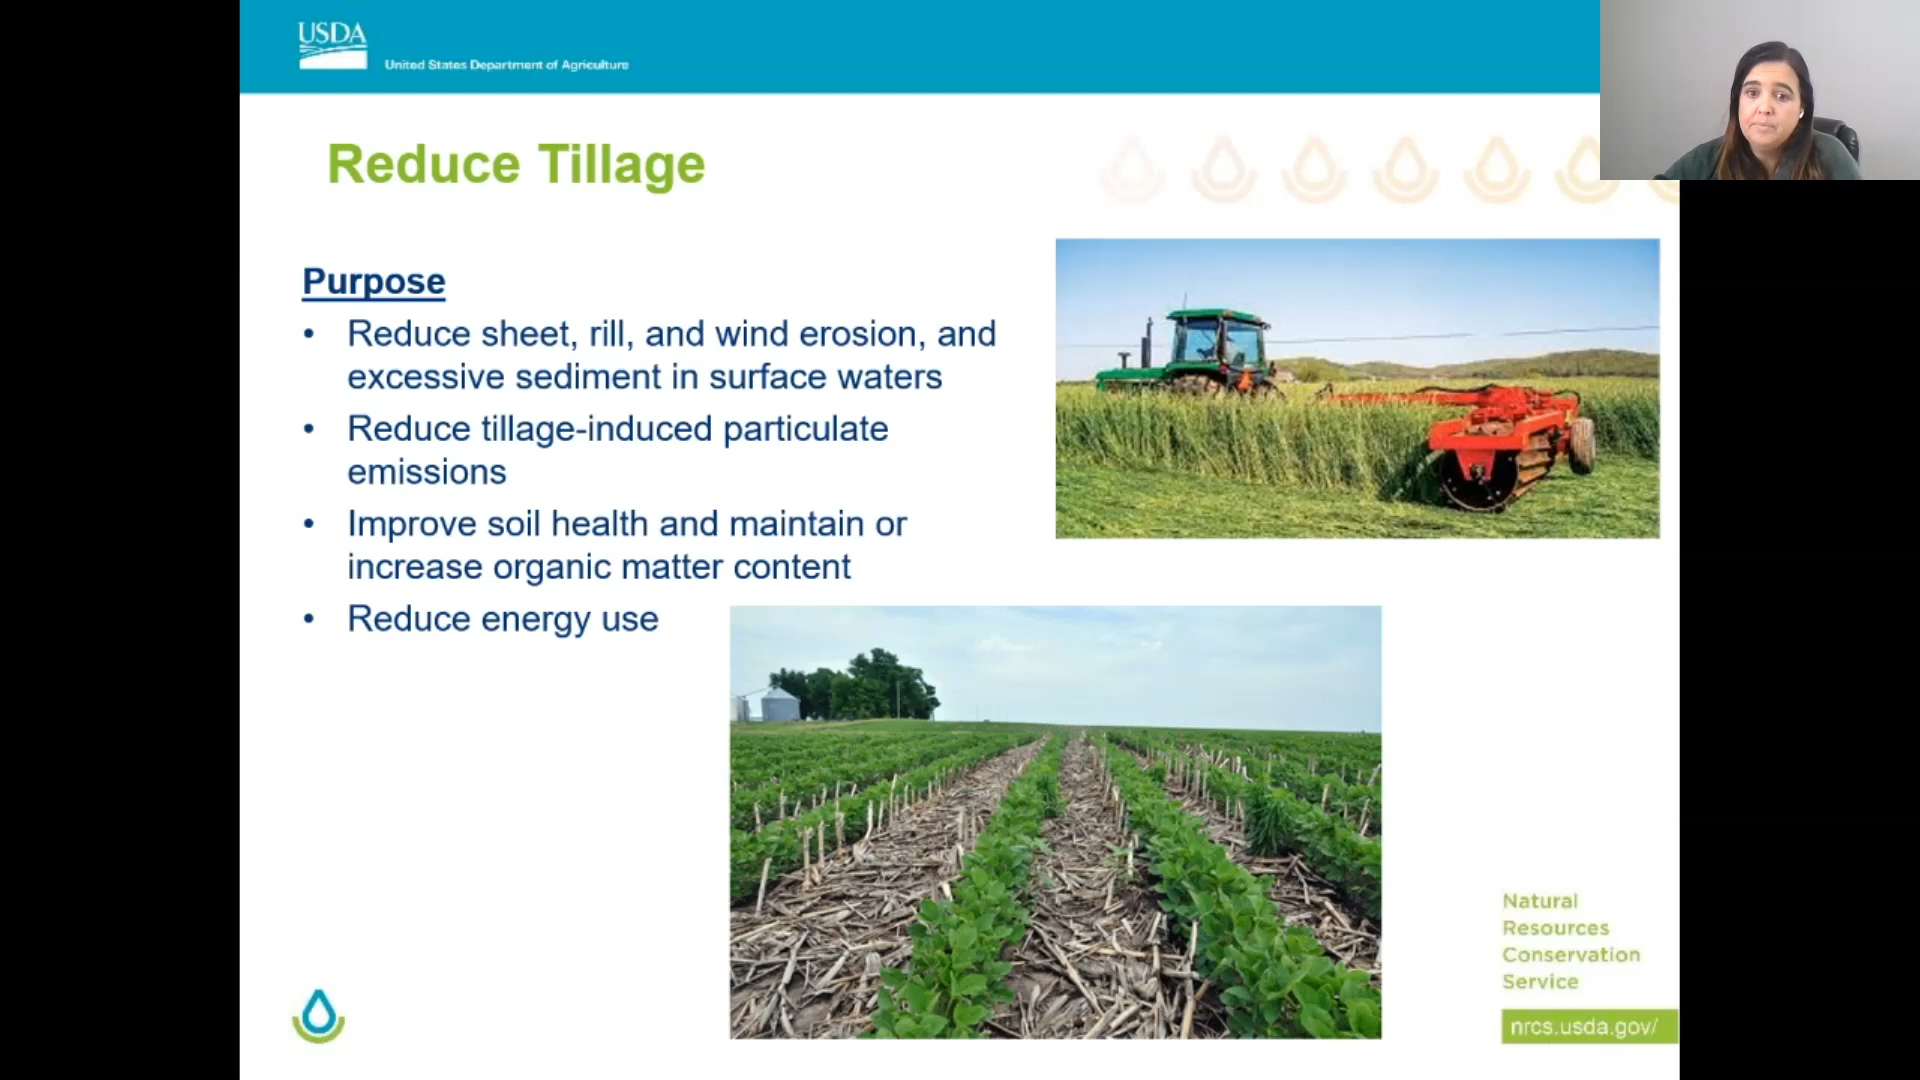 USDA
United States Department of Agriculture
Reduce Tillage
Purpose
• Reduce sheet, rill, and wind erosion, and
excessive sediment in surface waters
• Reduce tillage-induced particulate
emissions
• Improve soil health and maintain or
increase organic matter content
• Reduce energy use
Natural
Resources
Conservation
Service
nrcs.usda.gov/